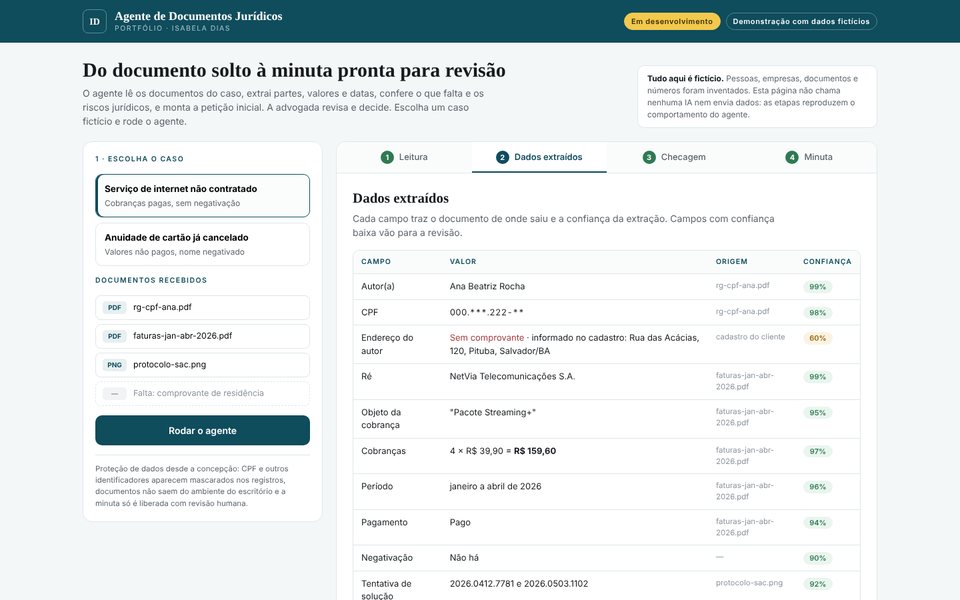 ID
Agente de Documentos Jurídicos
PORTFÓLIO · ISABELA DIAS
Em desenvolvimento
Demonstração com dados fictícios
Do documento solto à minuta pronta para revisão
O agente lê os documentos do caso, extrai partes, valores e datas, confere o que falta e os
riscos jurídicos, e monta a petição inicial. A advogada revisa e decide. Escolha um caso
fictício e rode o agente.
Tudo aqui é fictício. Pessoas, empresas, documentos e
números foram inventados. Esta página não chama
nenhuma IA nem envia dados: as etapas reproduzem o
comportamento do agente.
1 · ESCOLHA O CASO
Serviço de internet não contratado
Cobranças pagas, sem negativação
Anuidade de cartão já cancelado
Valores não pagos, nome negativado
DOCUMENTOS RECEBIDOS
PDF rg-cpf-ana.pdf
PDF faturas-jan-abr-2026.pdf
PNG protocolo-sac.png
— Falta: comprovante de residência
Rodar o agente
Proteção de dados desde a concepção: CPF e outros
identificadores aparecem mascarados nos registros,
documentos não saem do ambiente do escritório e a
minuta só é liberada com revisão humana.
1 Leitura
2 Dados extraídos
3 Checagem
4 Minuta
Dados extraídos
Cada campo traz o documento de onde saiu e a confiança da extração. Campos com confiança
baixa vão para a revisão.
CAMPO VALOR ORIGEM CONFIANÇA
Autor(a) Ana Beatriz Rocha rg-cpf-ana.pdf 99%
CPF 000.***.222-** rg-cpf-ana.pdf 98%
Endereço do Sem comprovante · informado no cadastro: Rua das Acácias, cadastro do cliente 60%
autor 120, Pituba, Salvador/BA
Ré NetVia Telecomunicações S.A. faturas-jan-abr- 99%
2026.pdf
Objeto da "Pacote Streaming+" faturas-jan-abr- 95%
cobrança 2026.pdf
Cobranças 4 × R$ 39,90 = R$ 159,60 faturas-jan-abr- 97%
2026.pdf
Período janeiro a abril de 2026 faturas-jan-abr- 96%
2026.pdf
Pagamento Pago faturas-jan-abr- 94%
2026.pdf
Negativação Não há — 90%
Tentativa de 2026.0412.7781 e 2026.0503.1102 protocolo-sac.png 92%
solução